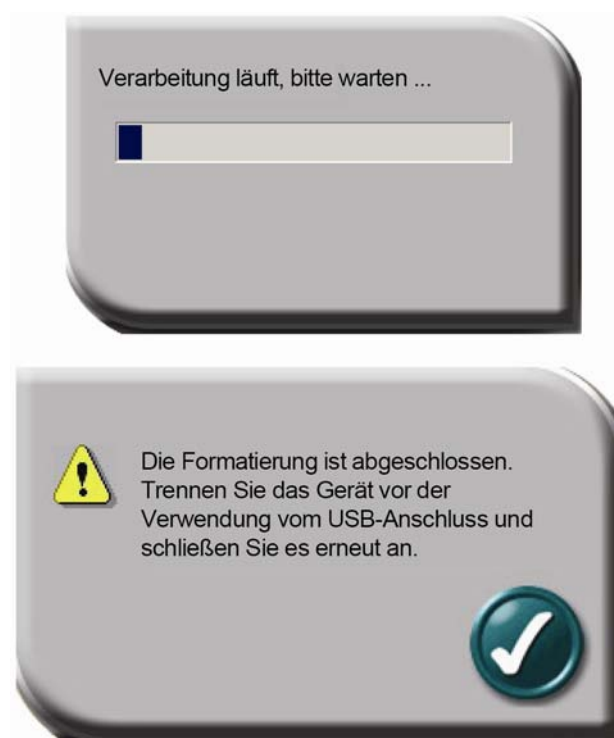 Verarbeitung läuft, bitte warten ...
Die Formatierung ist abgeschlossen.
Trennen Sie das Gerät vor der
Verwendung vom USB-Anschluss und
schließen Sie es erneut an.